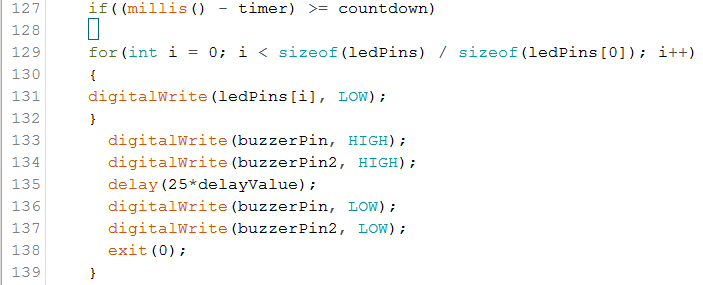 127 if((millis() - timer) >= countdown)
128
129 for(int i = 0; i < sizeof(ledPins) / sizeof(ledPins[0]); i++)
130 {
131 digitalWrite(ledPins[i], LOW);
132 }
133 digitalWrite(buzzerPin, HIGH);
134 digitalWrite(buzzerPin2, HIGH);
135 delay(25*delayValue);
136 digitalWrite(buzzerPin, LOW);
137 digitalWrite(buzzerPin2, LOW);
138 exit(0);
139 }